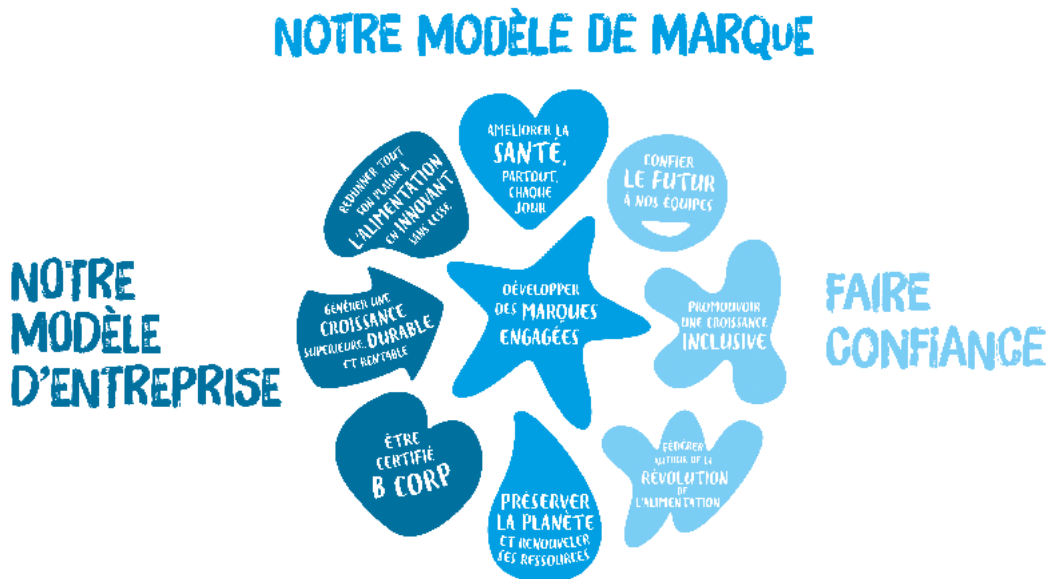 NOTRE MODÈLE DE MARQUE
AMÉLIORER LA
SANTÉ,
PARTOUT,
CHAQUE
JOUR
REDONNER TOUT
SON PLAISIR À
L'ALIMENTATION
EN INNOVANT
SANS CESSE
CONFIER
LE FUTUR
À NOS ÉQUIPES
NOTRE
MODÈLE
D'ENTREPRISE
GÉNÉRER UNE
CROISSANCE
SUPÉRIEURE, DURABLE
ET RENTABLE
DÉVELOPPER
DES MARQUES
ENGAGÉES
PROMOUVOIR
UNE CROISSANCE
INCLUSIVE
FAIRE
CONFIANCE
ÊTRE
CERTIFIÉ
B CORP
PRÉSERVER
LA PLANÈTE
ET RENOUVELER
SES RESSOURCES
FÉDÉRER
AUTOUR DE LA
RÉVOLUTION
DE
L'ALIMENTATION